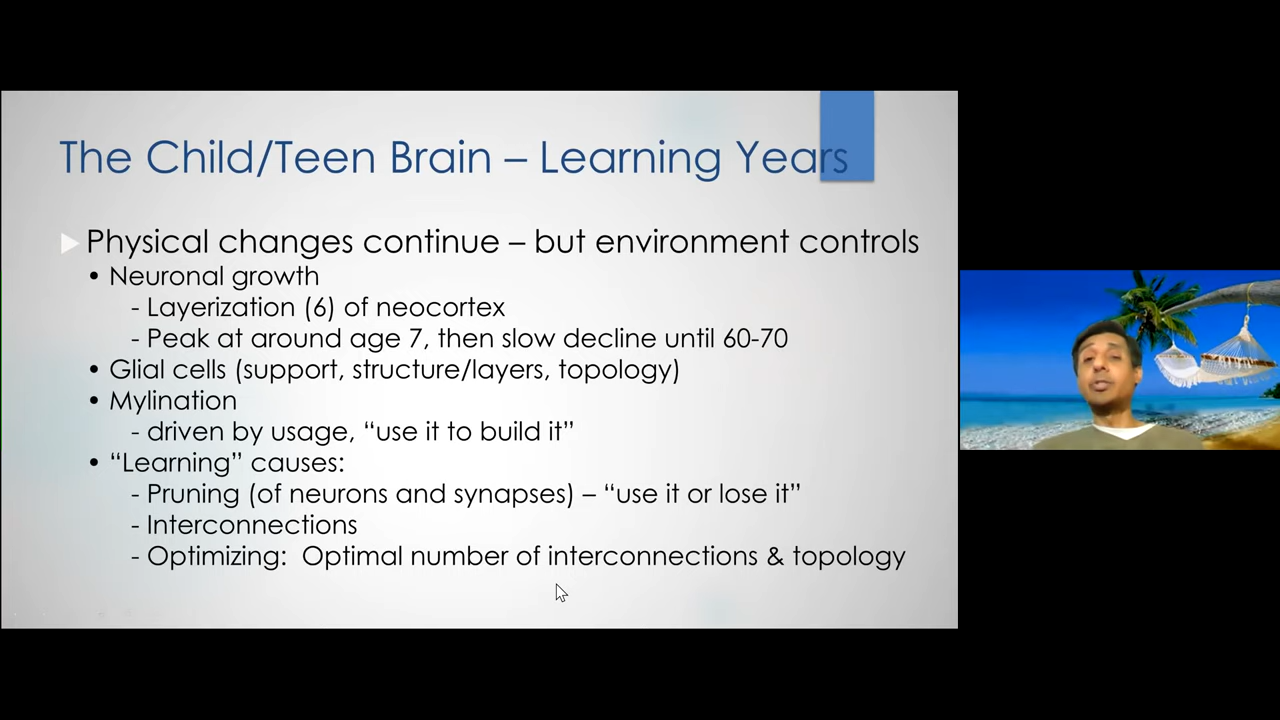 The Child/Teen Brain – Learning Years
Physical changes continue – but environment controls
• Neuronal growth
- Layerization (6) of neocortex
- Peak at around age 7, then slow decline until 60-70
• Glial cells (support, structure/layers, topology)
• Mylination
- driven by usage, “use it to build it”
• “Learning” causes:
- Pruning (of neurons and synapses) – “use it or lose it”
- Interconnections
- Optimizing:  Optimal number of interconnections & topology